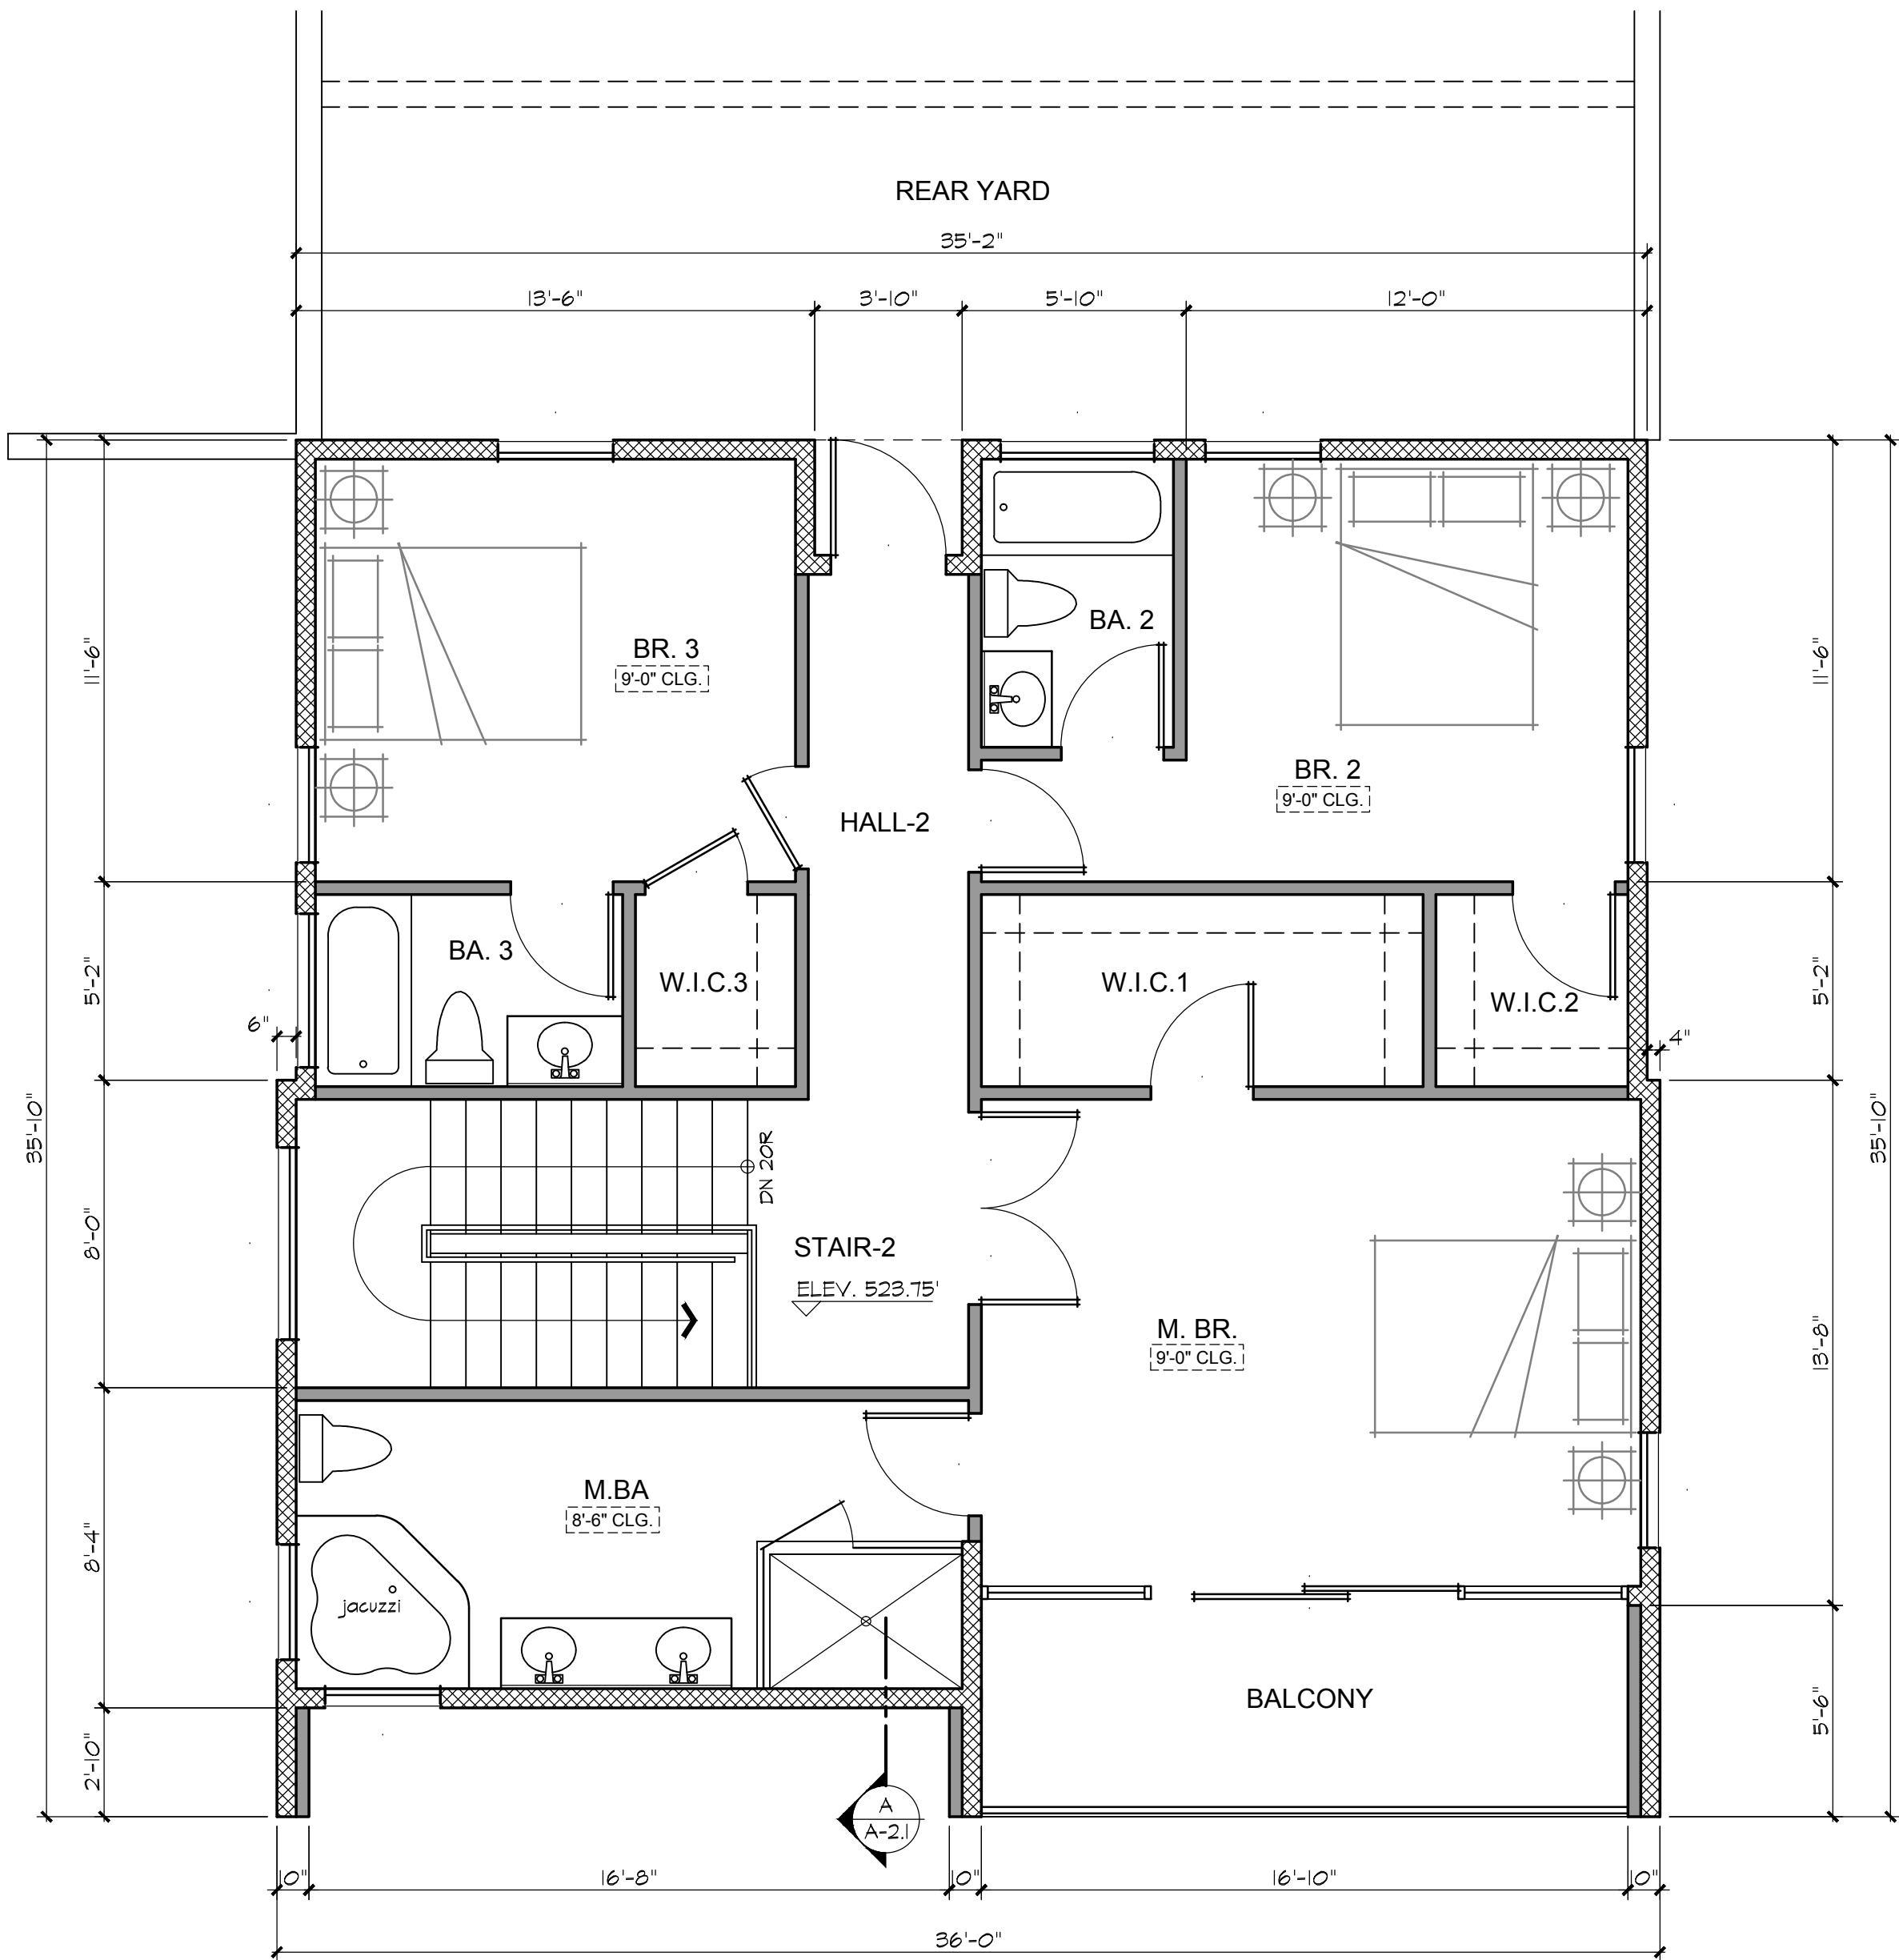 REAR YARD
35'-2"
13'-6"
3'-10"
5'-10"
12'-0"
BR. 3
9'-0" CLG.
BA. 2
BR. 2
9'-0" CLG.
HALL-2
11'-6"
11'-6"
BA. 3
W.I.C.3
W.I.C.1
W.I.C.2
5'-2"
5'-2"
6"
4"
35'-10"
35'-10"
DN 20R
8'-0"
STAIR-2
ELEV. 523.75'
M. BR.
9'-0" CLG.
13'-8"
M.BA
8'-6" CLG.
8'-4"
jacuzzi
BALCONY
5'-6"
2'-10"
A
A-2.1
10"
16'-8"
10"
16'-10"
10"
36'-0"